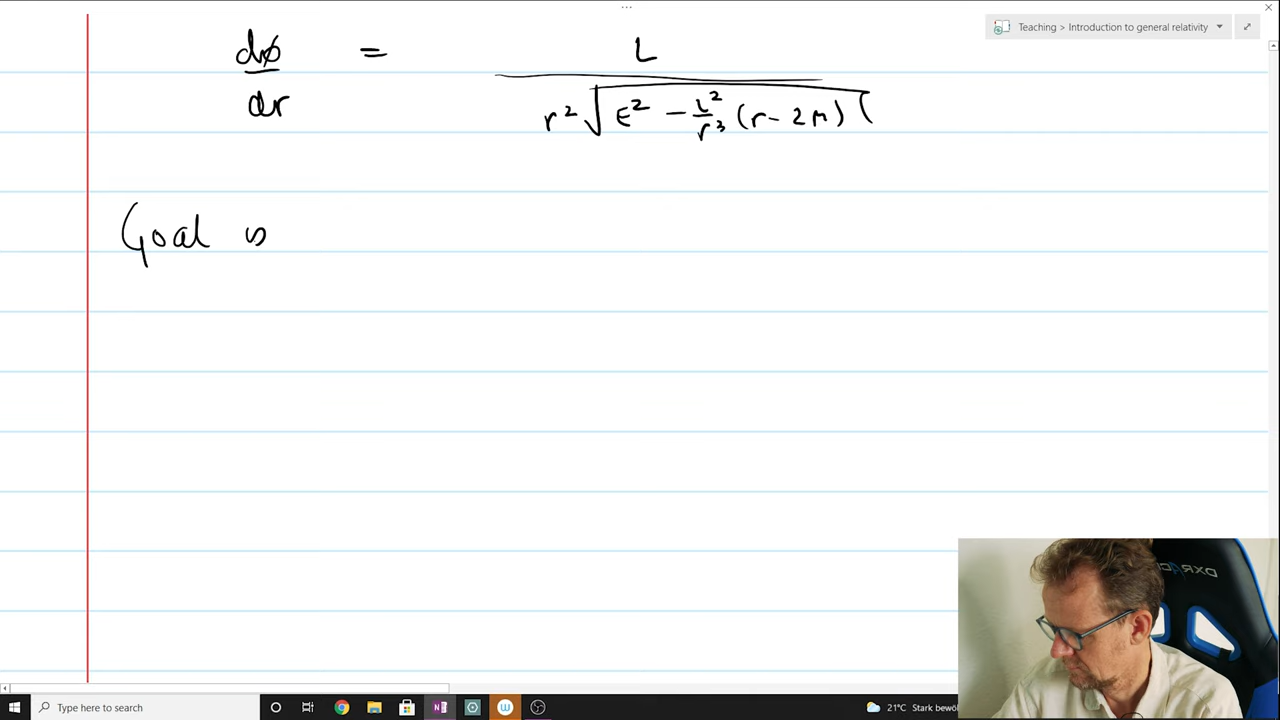 Teaching > Introduction to general relativity
dφ/dr = L / (r² √(E² − L²/r³ (r − 2M) (
Goal is
DXRACER
Type here to search
21°C Stark bewöl